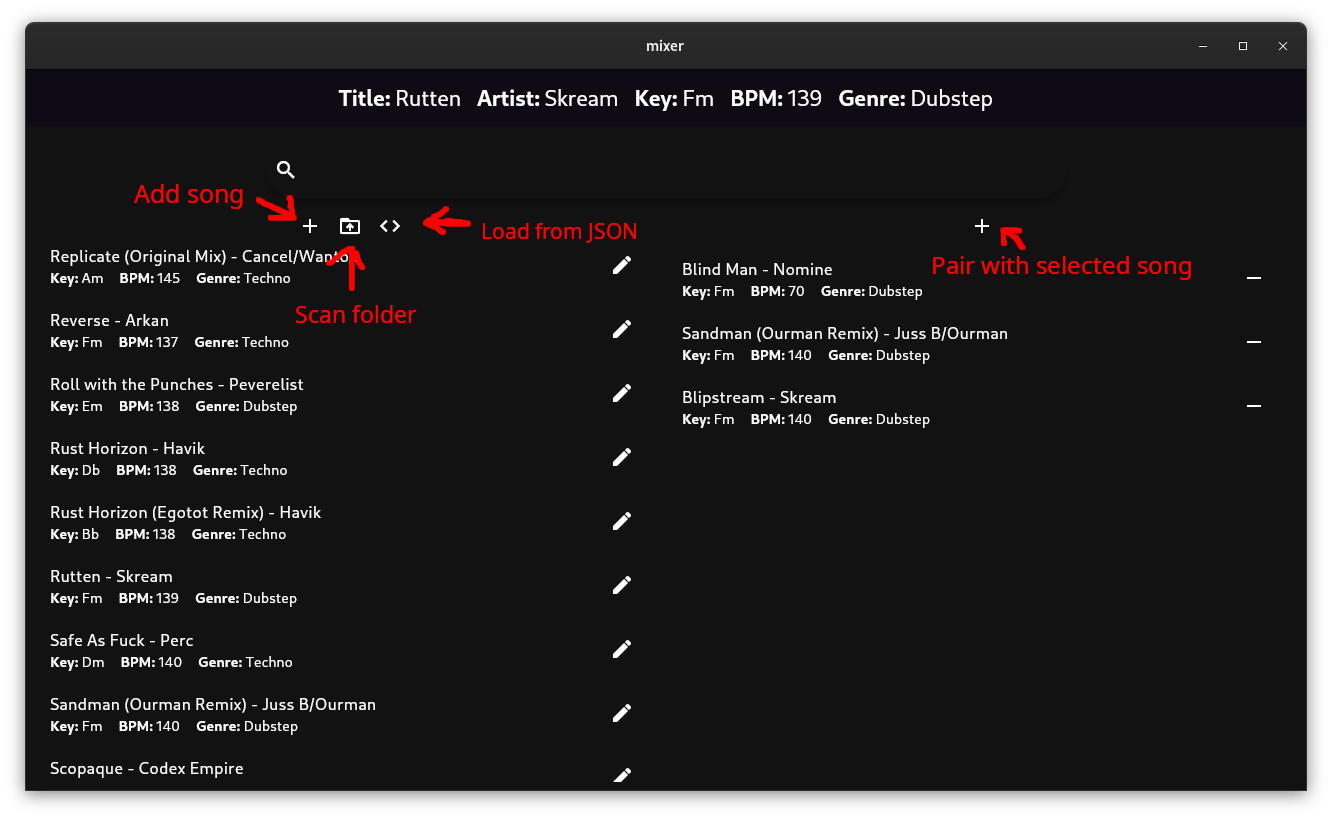 mixer
Title: Rutten Artist: Skream Key: Fm BPM: 139 Genre: Dubstep
Add song
Load from JSON
Scan folder
Replicate (Original Mix) - Cancel/Wanton
Key: Am BPM: 145 Genre: Techno
Reverse - Arkan
Key: Fm BPM: 137 Genre: Techno
Roll with the Punches - Peverelist
Key: Em BPM: 138 Genre: Dubstep
Rust Horizon - Havik
Key: Db BPM: 138 Genre: Techno
Rust Horizon (Egotot Remix) - Havik
Key: Bb BPM: 138 Genre: Techno
Rutten - Skream
Key: Fm BPM: 139 Genre: Dubstep
Safe As Fuck - Perc
Key: Dm BPM: 140 Genre: Techno
Sandman (Ourman Remix) - Juss B/Ourman
Key: Fm BPM: 140 Genre: Dubstep
Scopaque - Codex Empire
Pair with selected song
Blind Man - Nomine
Key: Fm BPM: 70 Genre: Dubstep
Sandman (Ourman Remix) - Juss B/Ourman
Key: Fm BPM: 140 Genre: Dubstep
Blipstream - Skream
Key: Fm BPM: 140 Genre: Dubstep